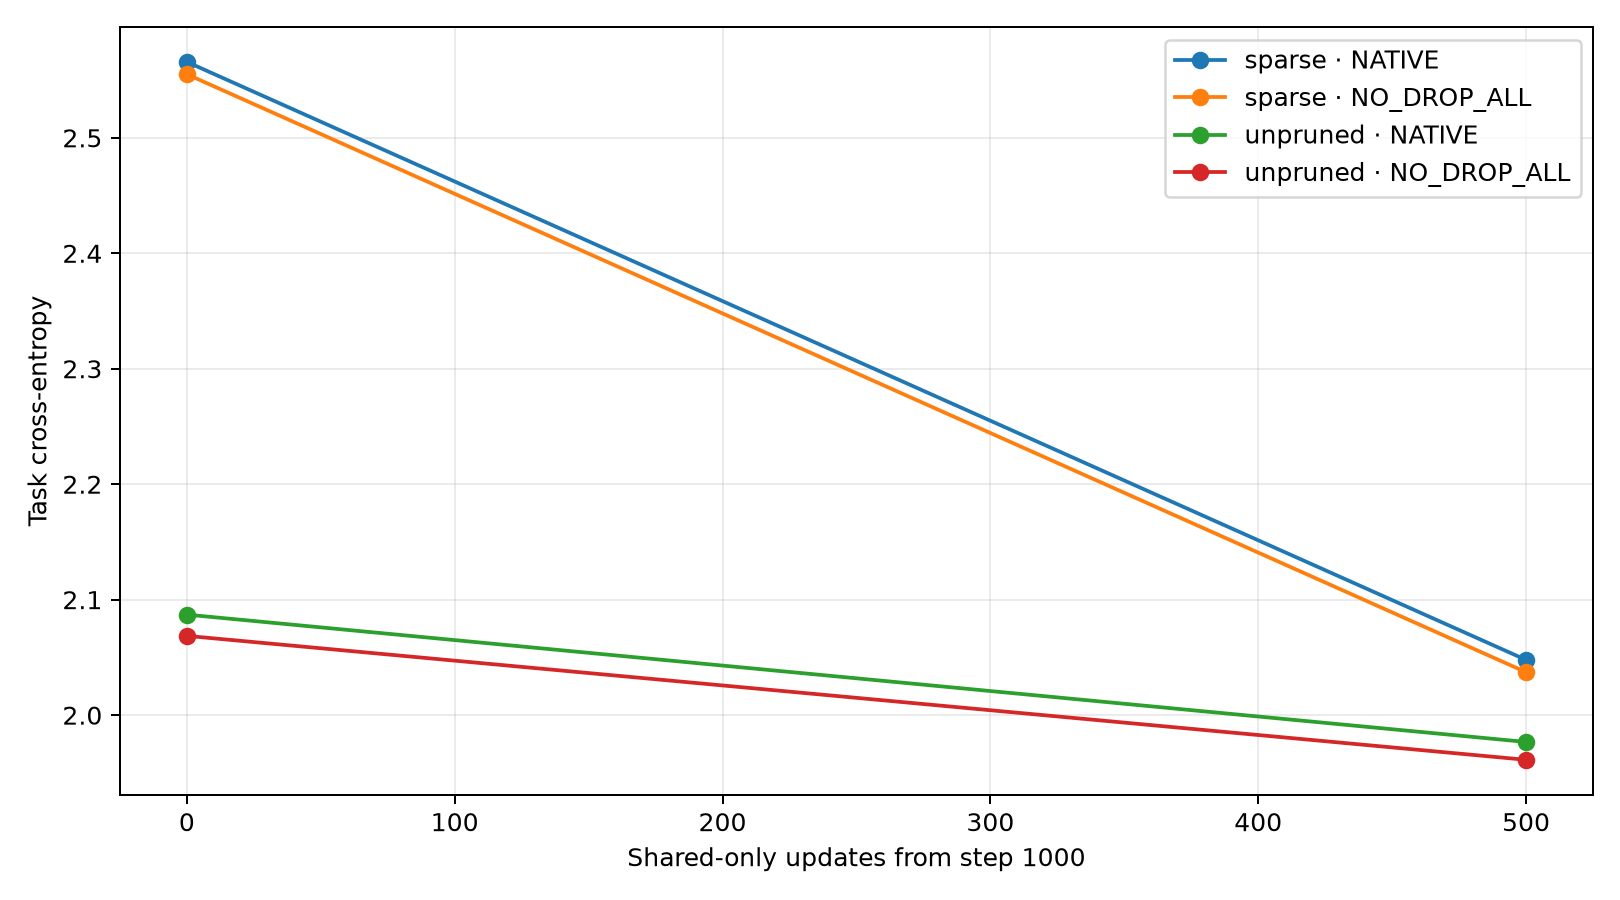 sparse · NATIVE
sparse · NO_DROP_ALL
unpruned · NATIVE
unpruned · NO_DROP_ALL
Task cross-entropy
2.5
2.4
2.3
2.2
2.1
2.0
0 100 200 300 400 500
Shared-only updates from step 1000